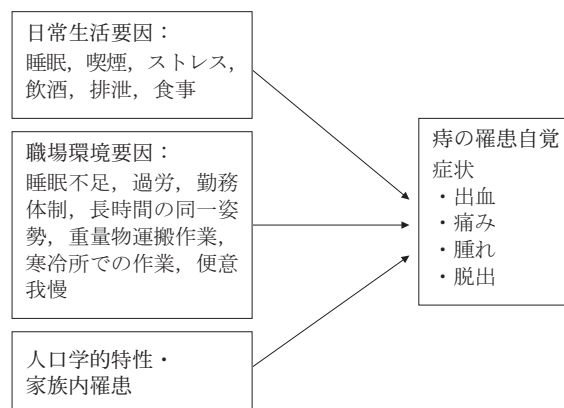 日常生活要因：
睡眠，喫煙，ストレス，
飲酒，排泄，食事
職場環境要因：
睡眠不足，過労，勤務
体制，長時間の同一姿
勢，重量物運搬作業，
寒冷所での作業，便意
我慢
人口学的特性・
家族内罹患
痔の罹患自覚
症状
・出血
・痛み
・腫れ
・脱出